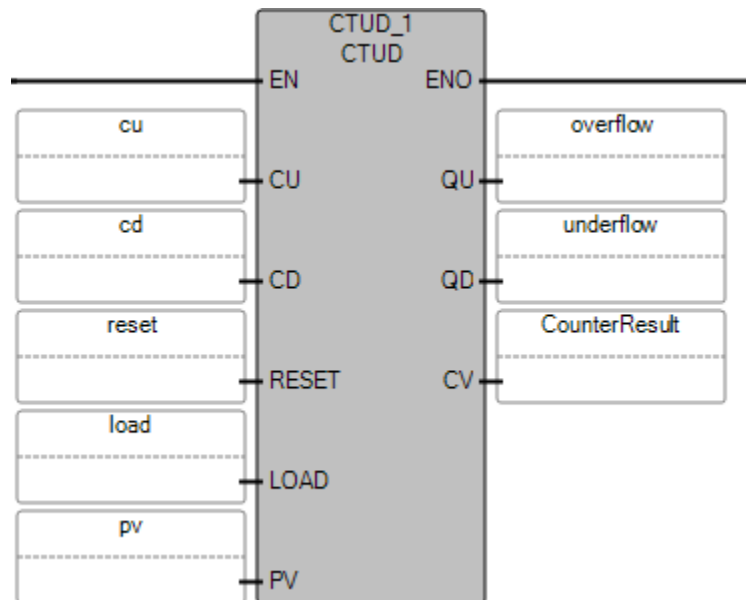 CTUD_1
CTUD
EN ENO
cu overflow
CU QU
cd underflow
CD QD
reset CounterResult
RESET CV
load
LOAD
pv
PV